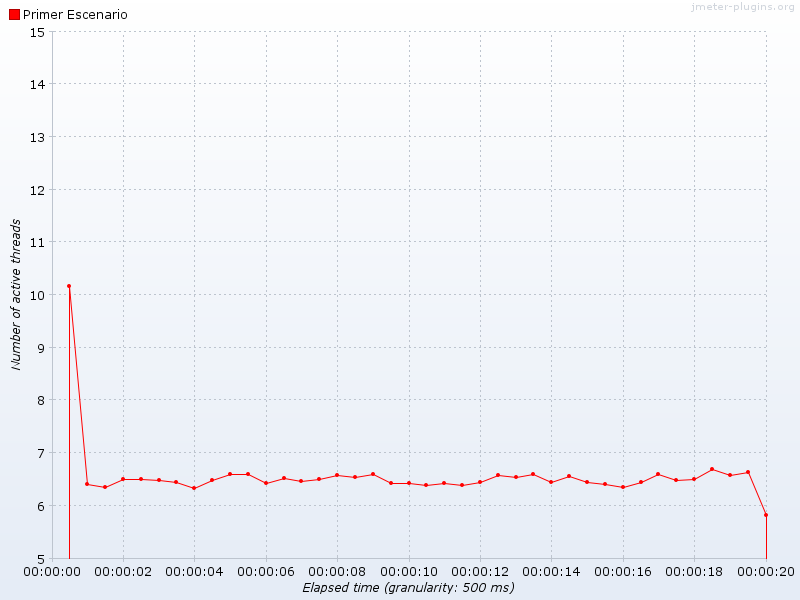 jmeter-plugins.org
Primer Escenario
15
14
13
12
11
10
9
8
7
6
5
Number of active threads
00:00:00 00:00:02 00:00:04 00:00:06 00:00:08 00:00:10 00:00:12 00:00:14 00:00:16 00:00:18 00:00:20
Elapsed time (granularity: 500 ms)